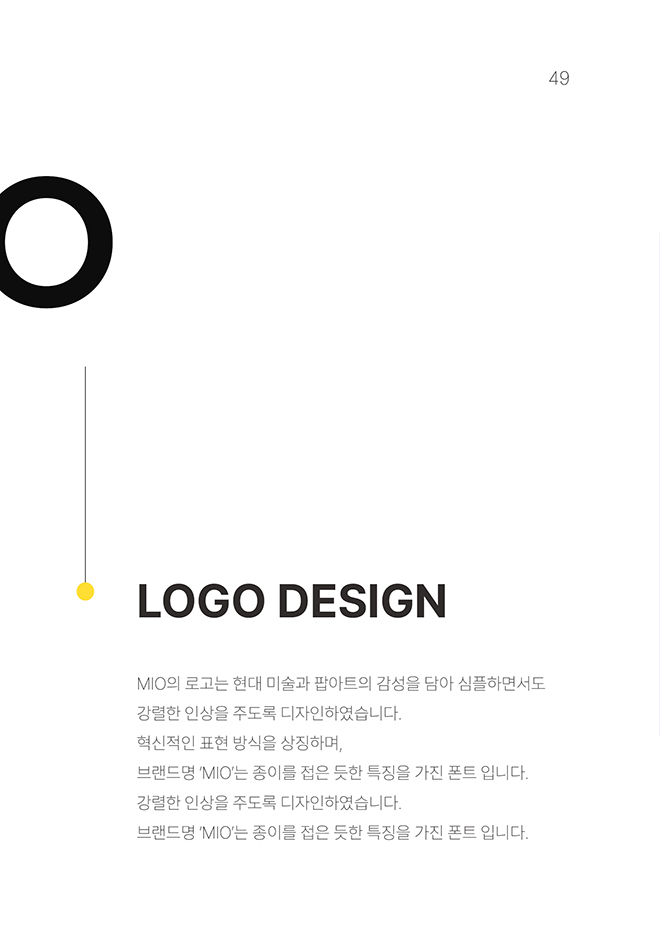 49
O
LOGO DESIGN
MIO의 로고는 현대 미술과 팝아트의 감성을 담아 심플하면서도
강렬한 인상을 주도록 디자인하였습니다.
혁신적인 표현 방식을 상징하며,
브랜드명 ‘MIO’는 종이를 접은 듯한 특징을 가진 폰트 입니다.
강렬한 인상을 주도록 디자인하였습니다.
브랜드명 ‘MIO’는 종이를 접은 듯한 특징을 가진 폰트 입니다.